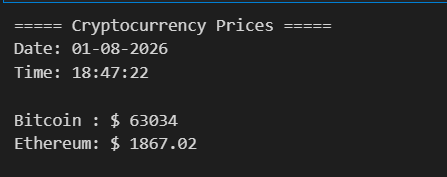 ===== Cryptocurrency Prices =====
Date: 01-08-2026
Time: 18:47:22
Bitcoin : $ 63034
Ethereum: $ 1867.02